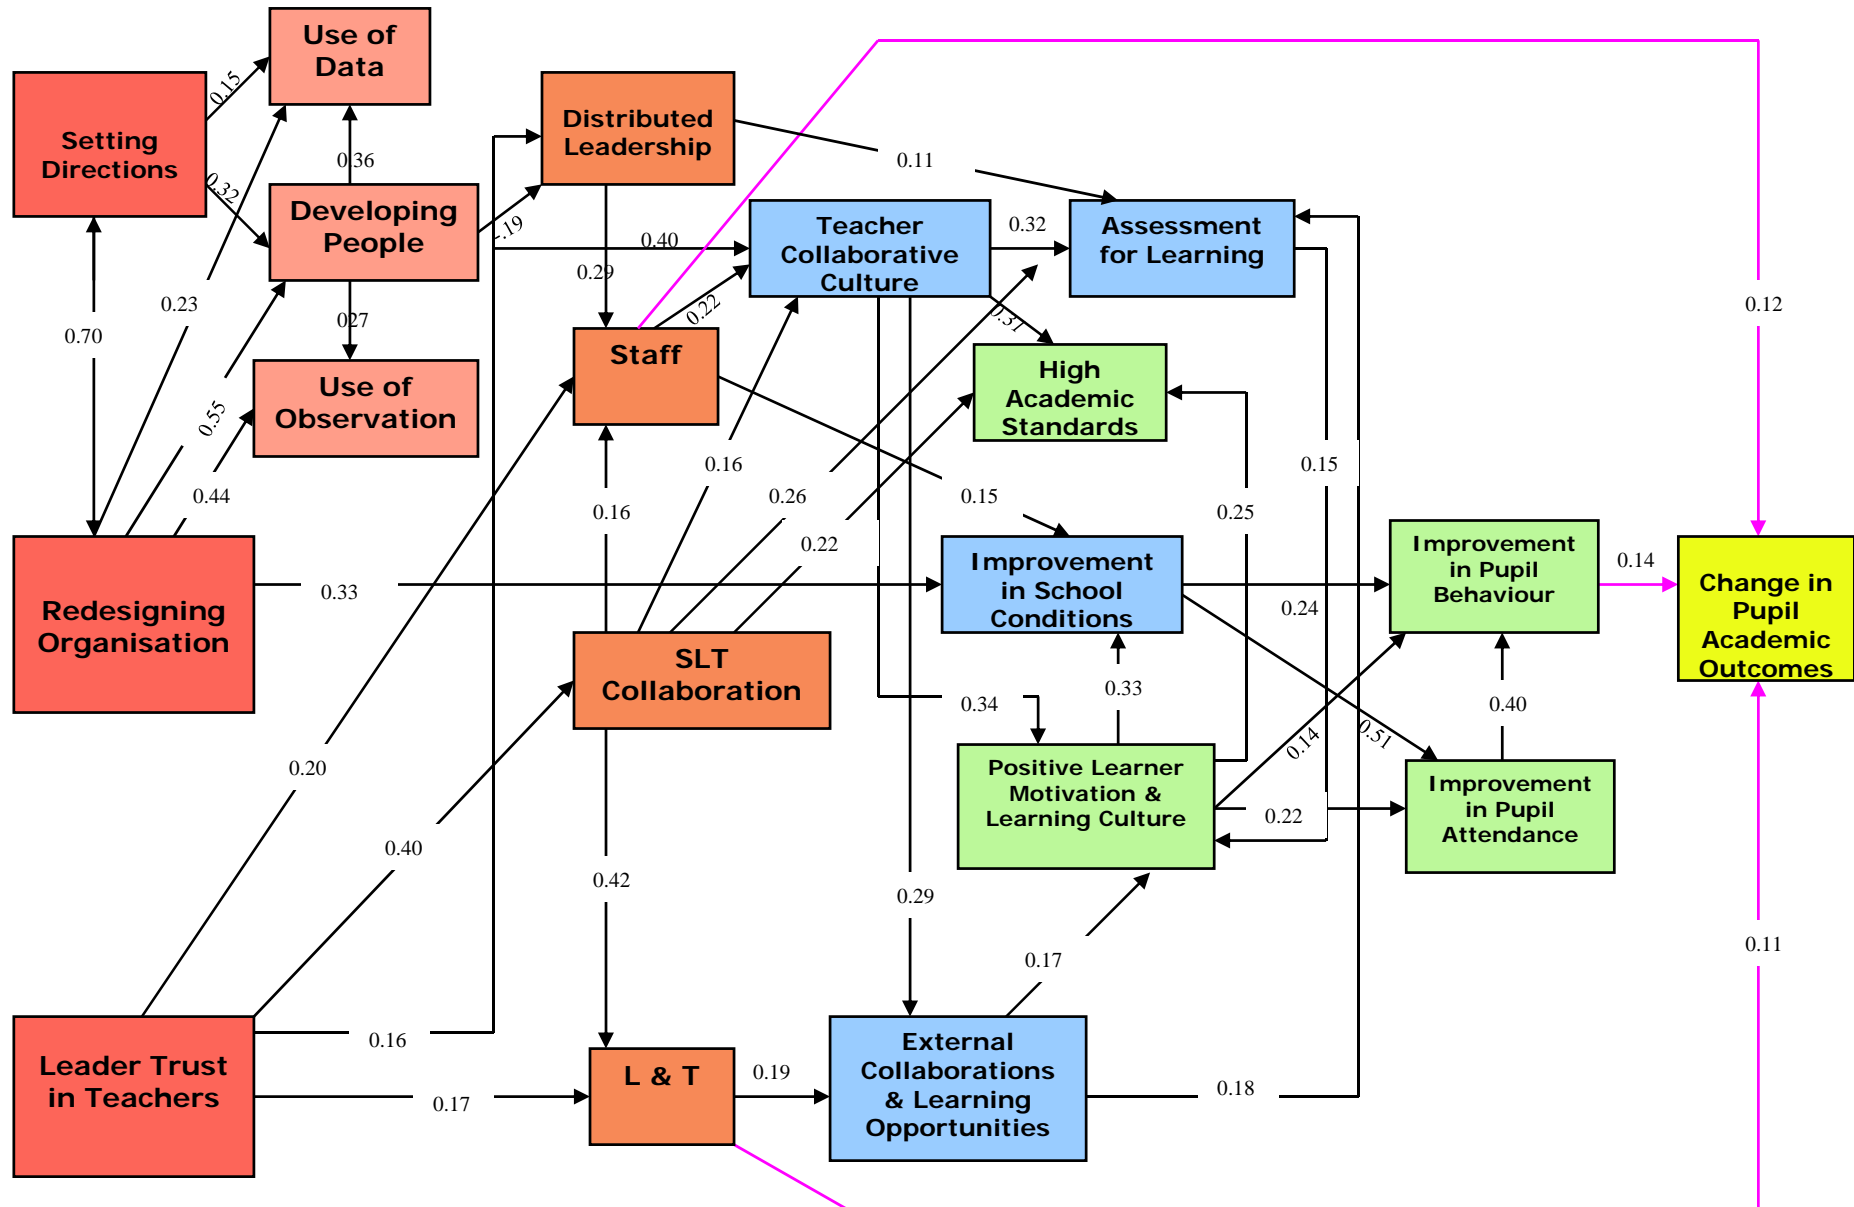 Use of
Data
0.15
Setting
Directions
Distributed
Leadership
0.36
0.11
0.32
Developing
People
-.19
Teacher
Collaborative
Culture
0.32
Assessment
for Learning
0.40
0.29
0.23
0.22
0.31
0.12
0.70
027
Staff
High
Academic
Standards
Use of
Observation
0.55
0.44
0.16
0.16
0.26
0.15
0.15
0.25
0.22
Redesigning
Organisation
0.33
Improvement
in School
Conditions
0.24
Improvement
in Pupil
Behaviour
0.14
Change in
Pupil
Academic
Outcomes
SLT
Collaboration
0.34
0.33
0.40
0.14
0.51
0.20
Positive Learner
Motivation &
Learning Culture
0.22
Improvement
in Pupil
Attendance
0.40
0.42
0.29
0.17
0.11
Leader Trust
in Teachers
0.16
0.17
L & T
0.19
External
Collaborations
& Learning
Opportunities
0.18